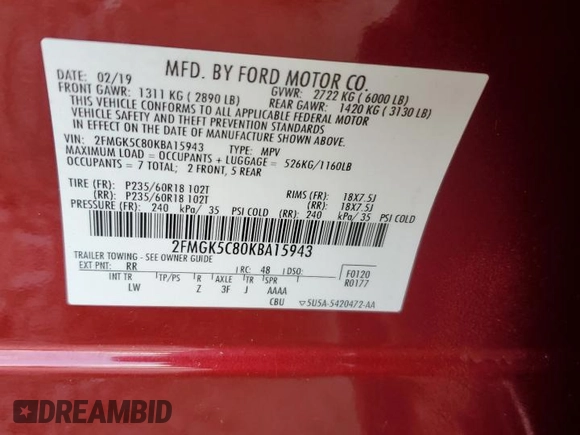 MFD. BY FORD MOTOR CO.
DATE: 02/19
GVWR: 2722 KG ( 6000 LB)
FRONT GAWR: 1311 KG ( 2890 LB)
REAR GAWR: 1420 KG ( 3130 LB)
THIS VEHICLE CONFORMS TO ALL APPLICABLE FEDERAL MOTOR
VEHICLE SAFETY AND BUMPER AND THEFT PREVENTION STANDARDS
IN EFFECT ON THE DATE OF MANUFACTURE SHOWN ABOVE.
VIN: 2FMGK5C80KBA15943 TYPE: MPV
MAXIMUM LOAD = OCCUPANTS + LUGGAGE = 526KG/1160LB
OCCUPANTS = 7 TOTAL; 2 FRONT, 5 REAR
TIRE (FR): P235/60R18 102T RIMS (FR): 18X7.5J
(RR): P235/60R18 102T (RR): 18X7.5J
PRESSURE (FR): 240 kPa/ 35 PSI COLD (RR): 240 kPa/ 35 PSI COLD
2FMGK5C80KBA15943
TRAILER TOWING - SEE OWNER GUIDE
EXT PNT: RR RC: 48 DSO: F0120
R0177
INT TR TP/PS R AXLE TR SPR
LW Z 3F J AAAA
CBU ▽5U5A-5420472-AA
DREAMBID